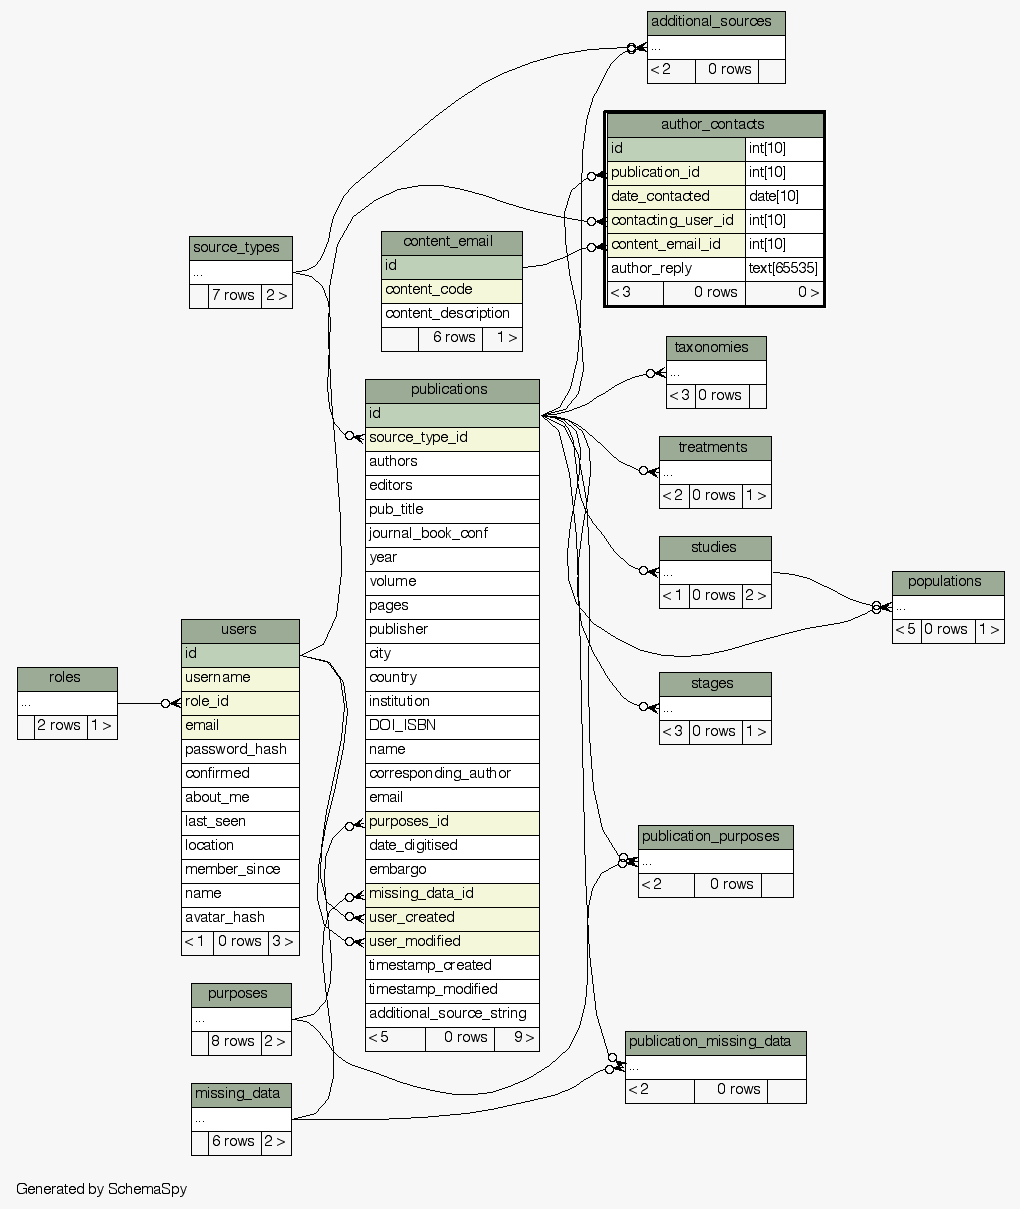 additional_sources
...
< 2 0 rows
author_contacts
id int[10]
publication_id int[10]
date_contacted date[10]
contacting_user_id int[10]
content_email_id int[10]
author_reply text[65535]
< 3 0 rows 0 >
source_types
...
7 rows 2 >
content_email
id
content_code
content_description
6 rows 1 >
taxonomies
...
< 3 0 rows
publications
id
source_type_id
authors
editors
pub_title
journal_book_conf
year
volume
pages
publisher
city
country
institution
DOI_ISBN
name
corresponding_author
email
purposes_id
date_digitised
embargo
missing_data_id
user_created
user_modified
timestamp_created
timestamp_modified
additional_source_string
< 5 0 rows 9 >
treatments
...
< 2 0 rows 1 >
studies
...
< 1 0 rows 2 >
populations
...
< 5 0 rows 1 >
users
id
username
role_id
email
password_hash
confirmed
about_me
last_seen
location
member_since
name
avatar_hash
< 1 0 rows 3 >
roles
...
2 rows 1 >
stages
...
< 3 0 rows 1 >
publication_purposes
...
< 2 0 rows
purposes
...
8 rows 2 >
publication_missing_data
...
< 2 0 rows
missing_data
...
6 rows 2 >
Generated by SchemaSpy